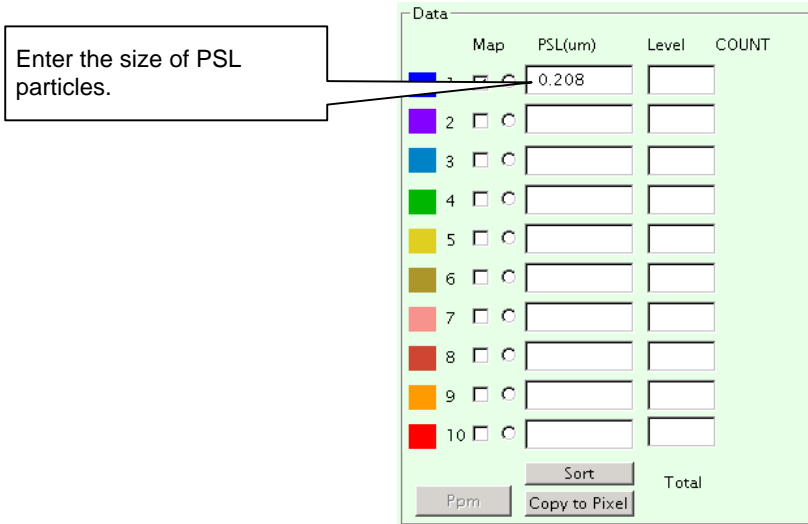 Data
Map PSL(um) Level COUNT
Enter the size of PSL
particles.
1 0.208
2
3
4
5
6
7
8
9
10
Sort
Total
Ppm
Copy to Pixel